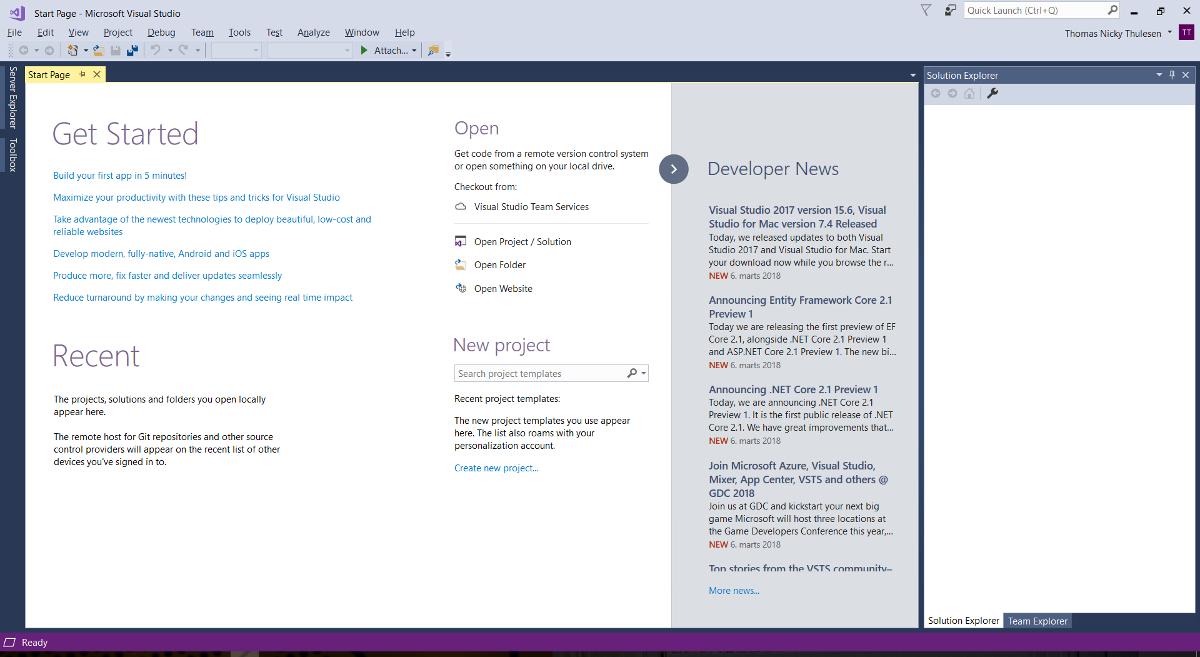 Start Page - Microsoft Visual Studio
Quick Launch (Ctrl+Q)
File Edit View Project Debug Team Tools Test Analyze Window Help
Thomas Nicky Thulesen
TT
Attach...
Server Explorer
Toolbox
Start Page
Get Started
Build your first app in 5 minutes!
Maximize your productivity with these tips and tricks for Visual Studio
Take advantage of the newest technologies to deploy beautiful, low-cost and
reliable websites
Develop modern, fully-native, Android and iOS apps
Produce more, fix faster and deliver updates seamlessly
Reduce turnaround by making your changes and seeing real time impact
Recent
The projects, solutions and folders you open locally
appear here.
The remote host for Git repositories and other source
control providers will appear on the recent list of other
devices you've signed in to.
Open
Get code from a remote version control system
or open something on your local drive.
Checkout from:
Visual Studio Team Services
Open Project / Solution
Open Folder
Open Website
New project
Search project templates
Recent project templates:
The new project templates you use appear
here. The list also roams with your
personalization account.
Create new project...
Developer News
Visual Studio 2017 version 15.6, Visual
Studio for Mac version 7.4 Released
Today, we released updates to both Visual
Studio 2017 and Visual Studio for Mac. Start
your download now while you browse the r...
NEW 6. marts 2018
Announcing Entity Framework Core 2.1
Preview 1
Today we are releasing the first preview of EF
Core 2.1, alongside .NET Core 2.1 Preview 1
and ASP.NET Core 2.1 Preview 1. The new bi...
NEW 6. marts 2018
Announcing .NET Core 2.1 Preview 1
Today, we are announcing .NET Core 2.1
Preview 1. It is the first public release of .NET
Core 2.1. We have great improvements that...
NEW 6. marts 2018
Join Microsoft Azure, Visual Studio,
Mixer, App Center, VSTS and others @
GDC 2018
Join us at GDC and kickstart your next big
game Microsoft will host three locations at
the Game Developers Conference this year,...
NEW 6. marts 2018
Top stories from the VSTS community–
More news...
Solution Explorer
Solution Explorer Team Explorer
Ready